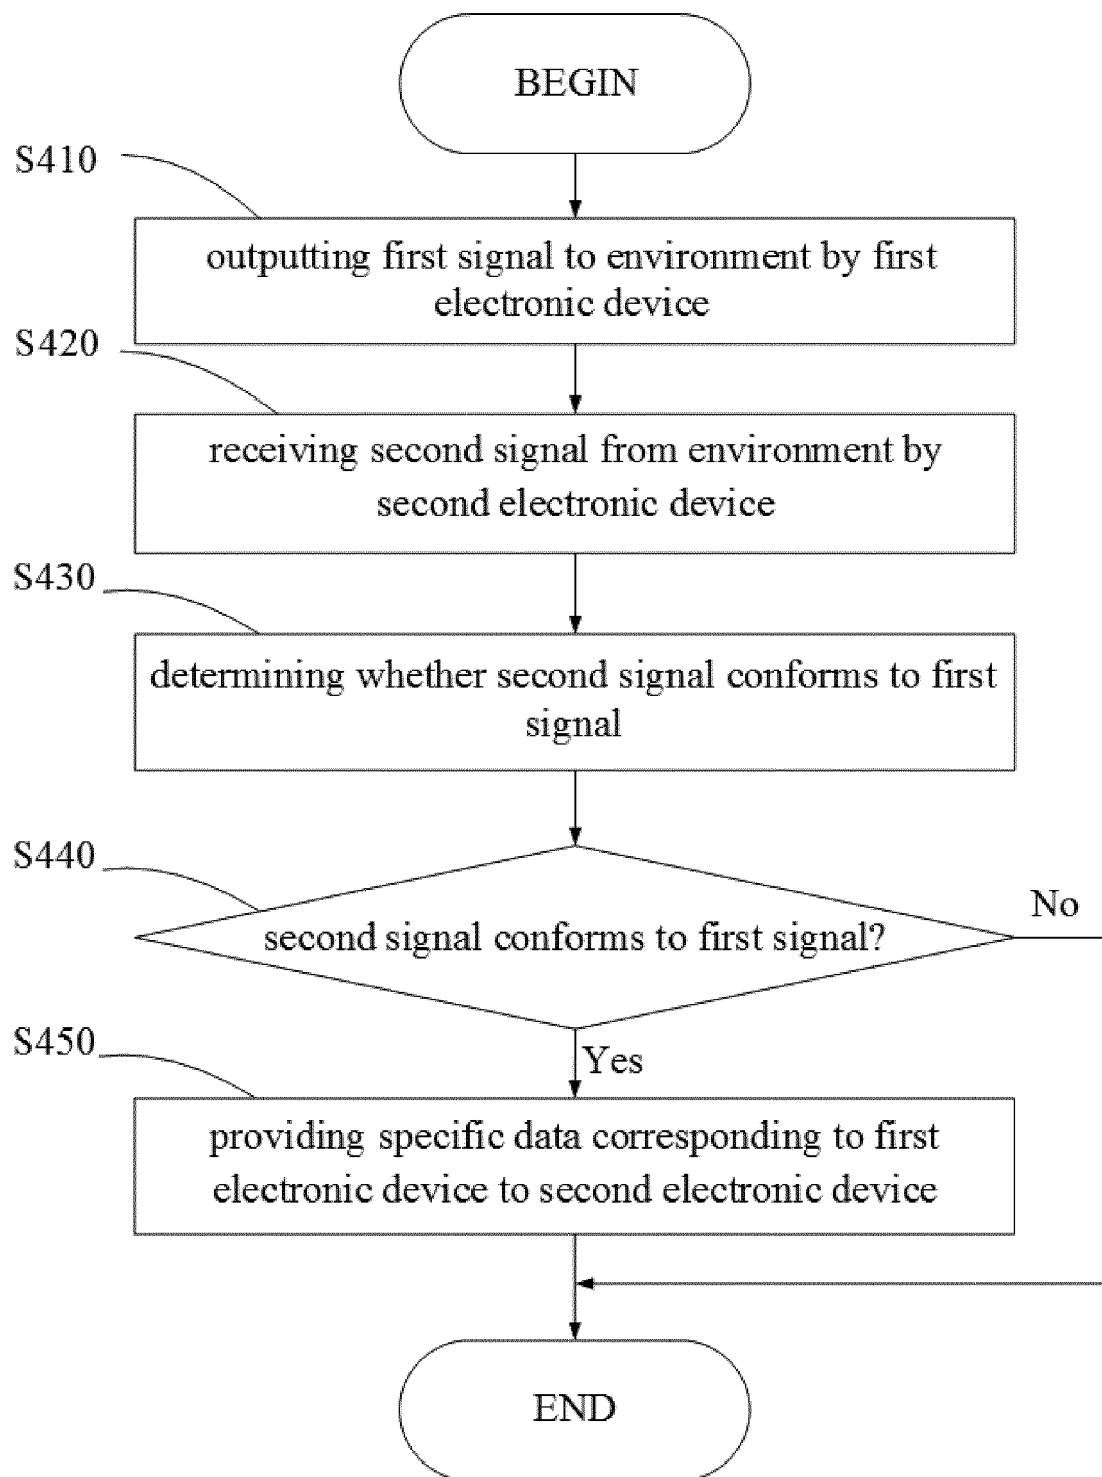 BEGIN
S410
outputting first signal to environment by first
electronic device
S420
receiving second signal from environment by
second electronic device
S430
determining whether second signal conforms to first
signal
S440
second signal conforms to first signal?
No
Yes
S450
providing specific data corresponding to first
electronic device to second electronic device
END